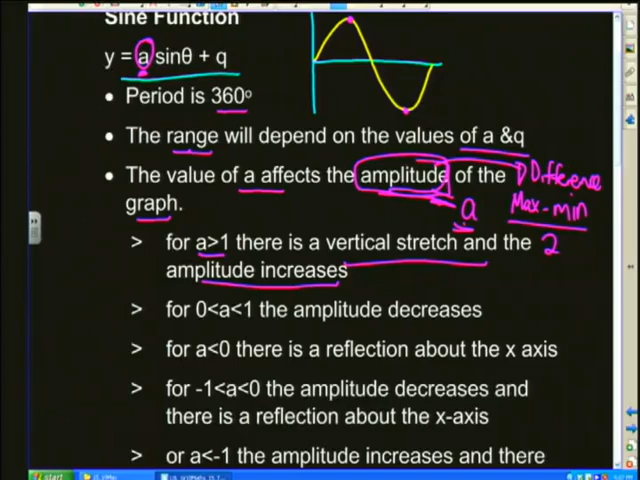 Sine Function
y = a sinθ + q
• Period is 360°
• The range will depend on the values of a &q
• The value of a affects the amplitude of the
graph.
Difference
Max-min
2
a
> for a>1 there is a vertical stretch and the
amplitude increases
> for 0<a<1 the amplitude decreases
> for a<0 there is a reflection about the x axis
> for -1<a<0 the amplitude decreases and
there is a reflection about the x-axis
> or a<-1 the amplitude increases and there